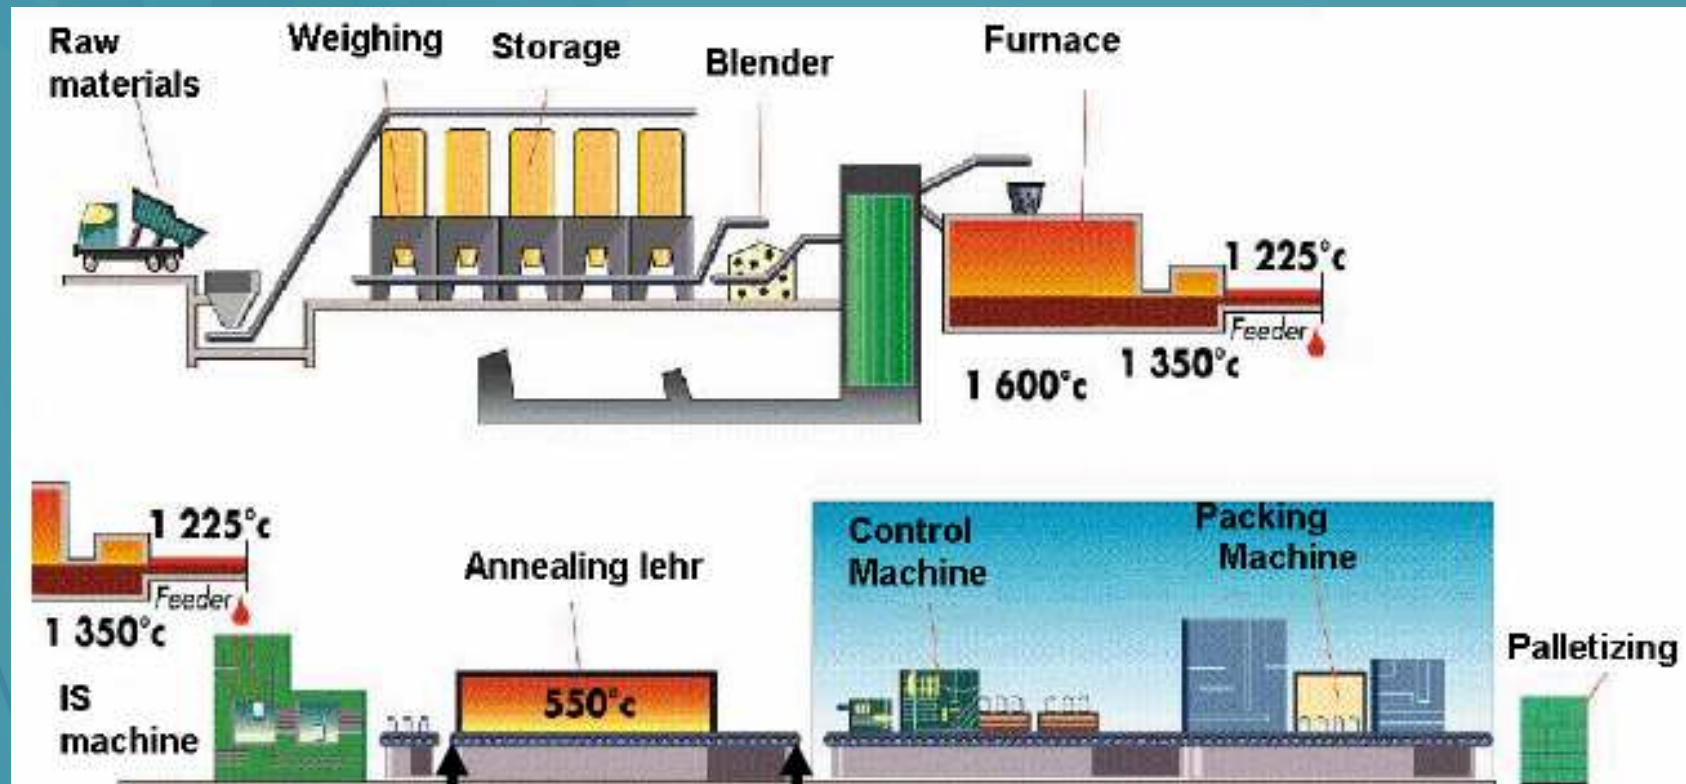 Raw
materials
Weighing
Storage
Blender
Furnace
1 225°c
Feeder
1 350°c
1 600°c
1 225°c
Feeder
1 350°c
IS
machine
Annealing lehr
550°c
Control
Machine
Packing
Machine
Palletizing